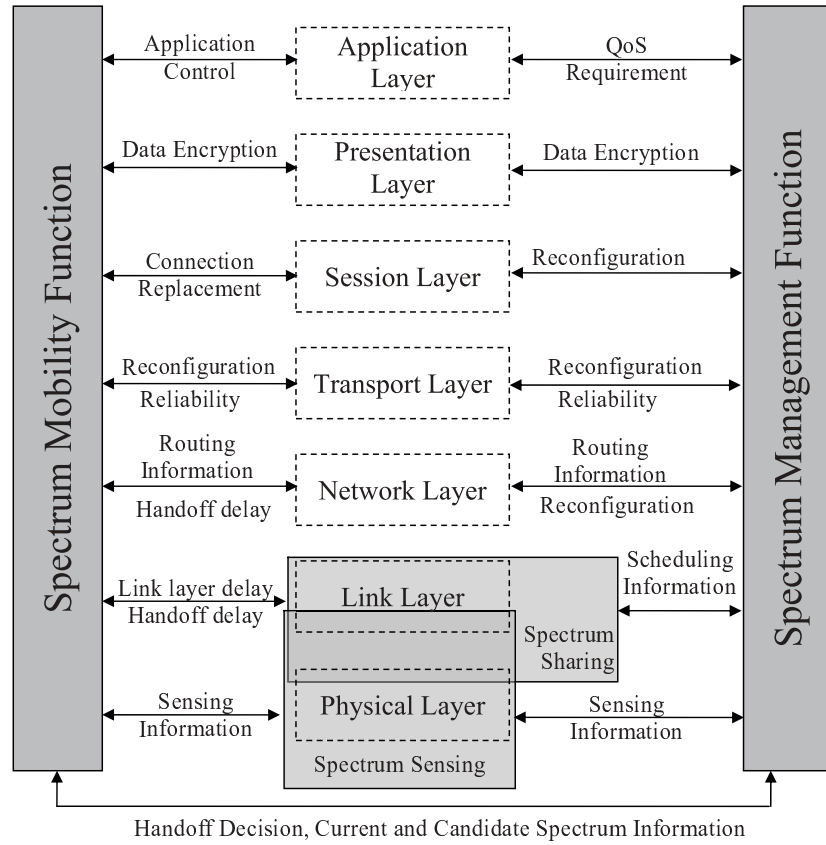 Spectrum Mobility Function
Application
Control
Application
Layer
QoS
Requirement
Data Encryption
Presentation
Layer
Data Encryption
Connection
Replacement
Session Layer
Reconfiguration
Reconfiguration
Reliability
Transport Layer
Reconfiguration
Reliability
Routing
Information
Handoff delay
Network Layer
Routing
Information
Reconfiguration
Link layer delay
Handoff delay
Link Layer
Scheduling
Information
Spectrum
Sharing
Sensing
Information
Physical Layer
Sensing
Information
Spectrum Sensing
Spectrum Management Function
Handoff Decision, Current and Candidate Spectrum Information